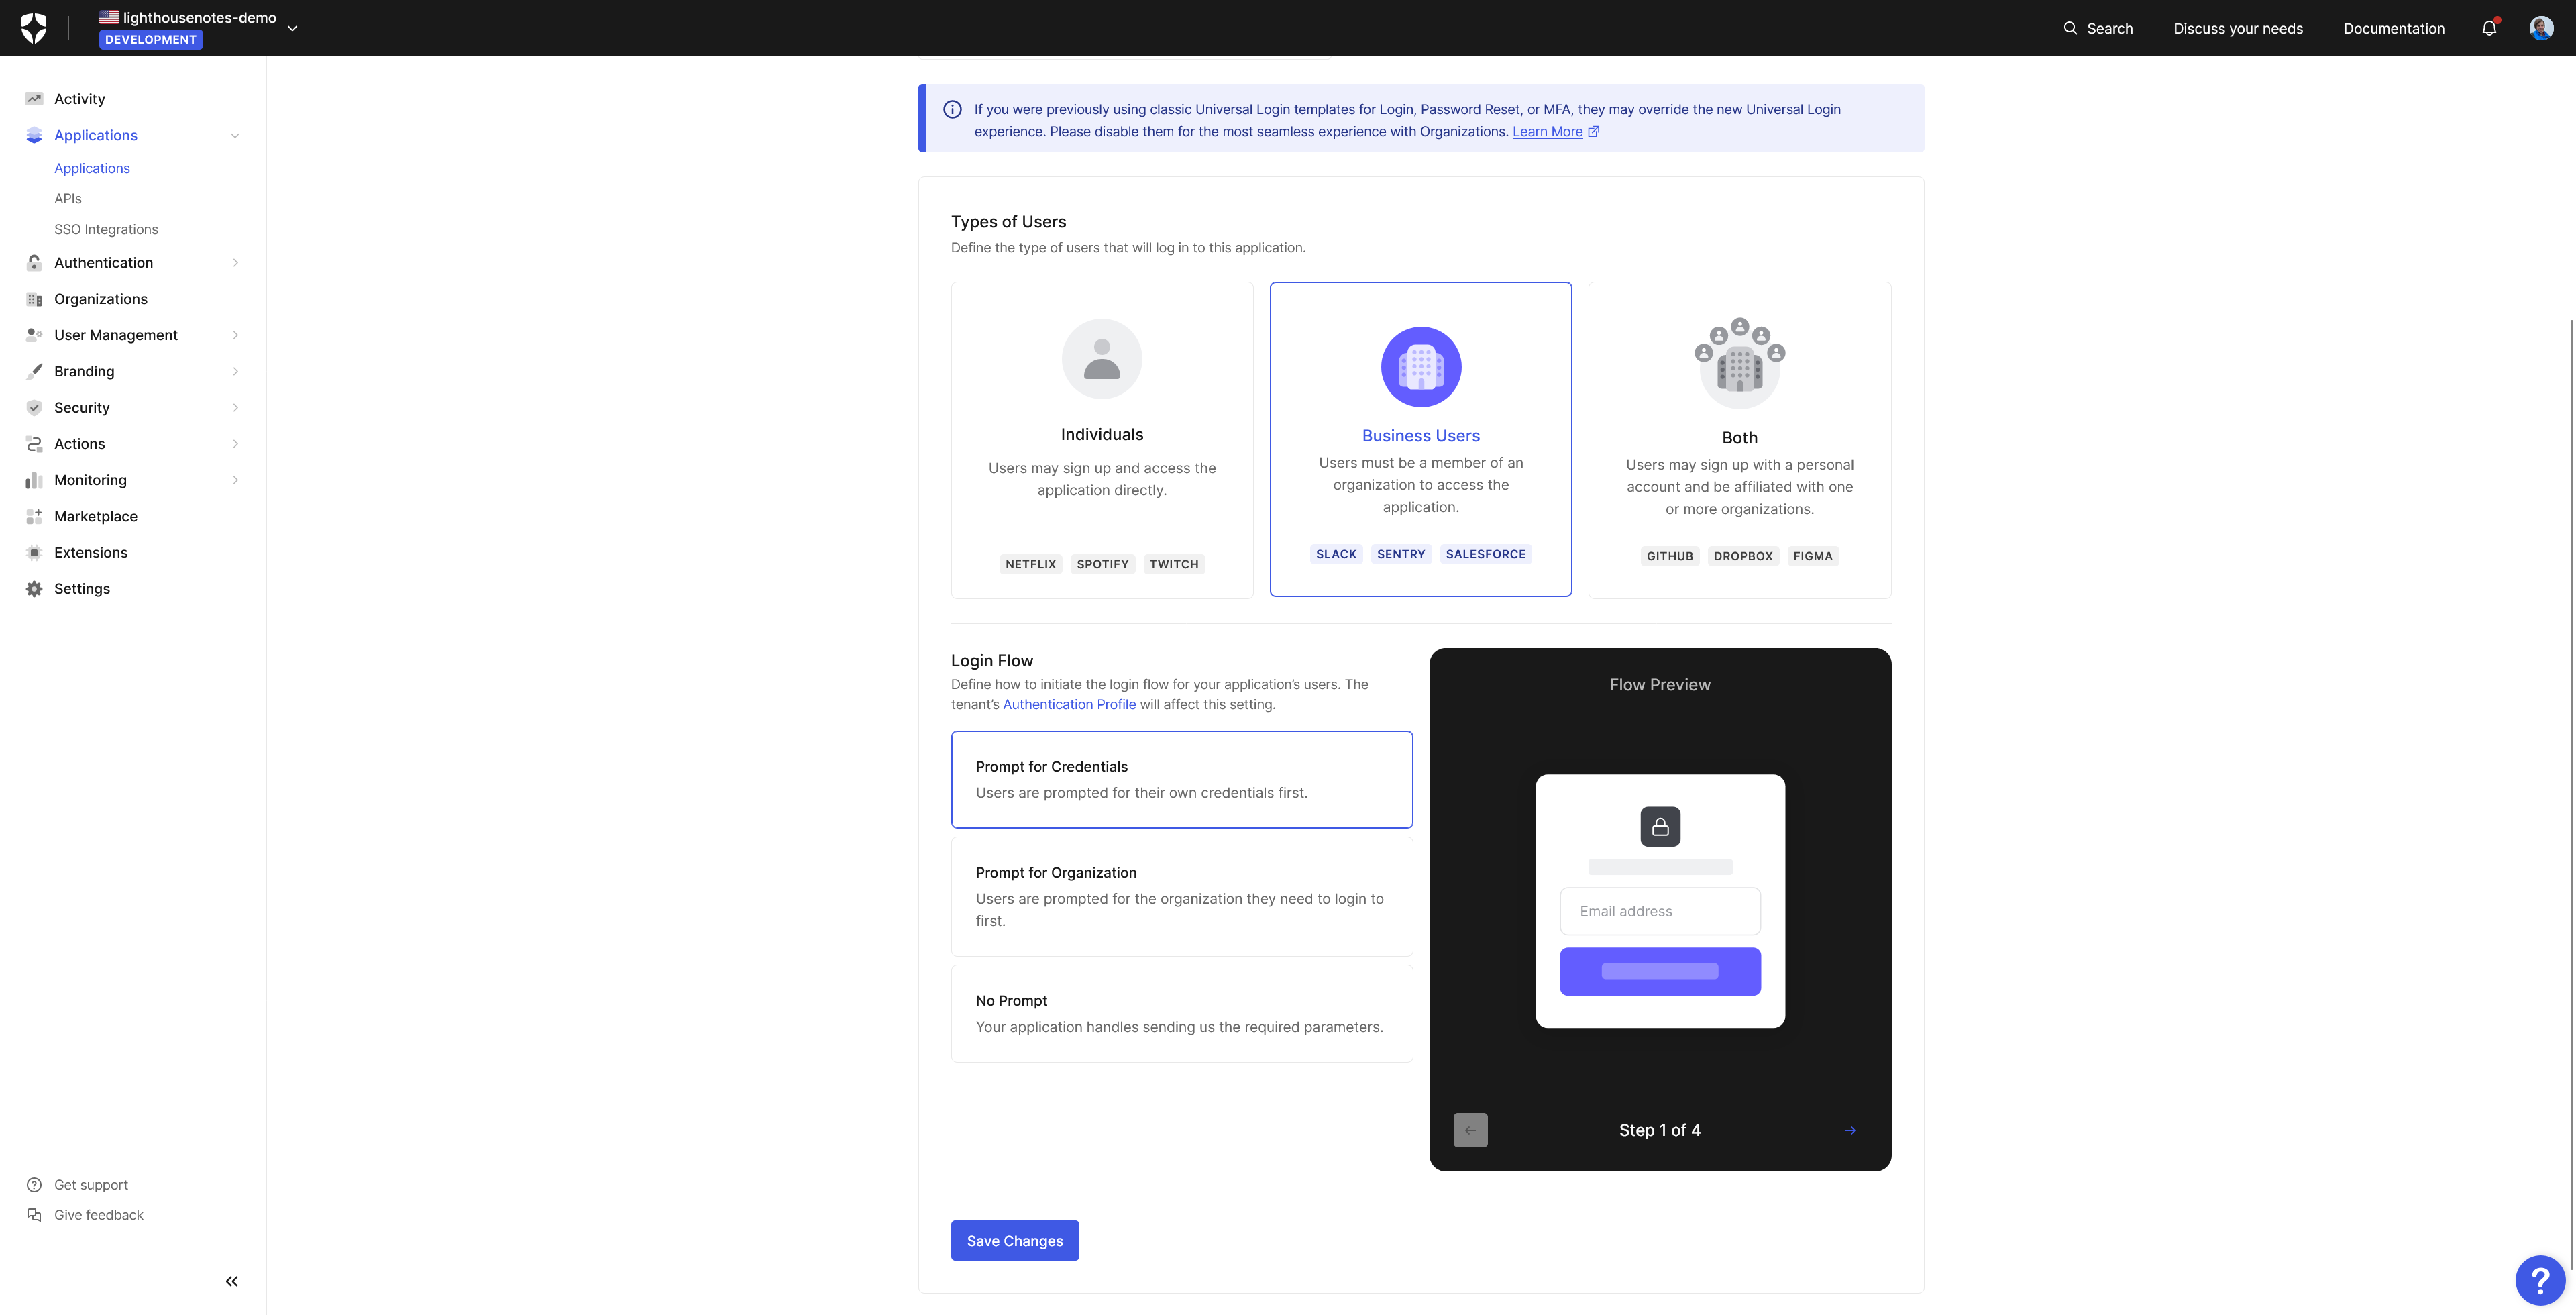 lighthousenotes-demo
DEVELOPMENT
Search
Discuss your needs
Documentation
Activity
Applications
Applications
APIs
SSO Integrations
Authentication
Organizations
User Management
Branding
Security
Actions
Monitoring
Marketplace
Extensions
Settings
Get support
Give feedback
If you were previously using classic Universal Login templates for Login, Password Reset, or MFA, they may override the new Universal Login
experience. Please disable them for the most seamless experience with Organizations. Learn More
Types of Users
Define the type of users that will log in to this application.
Individuals
Users may sign up and access the
application directly.
NETFLIX SPOTIFY TWITCH
Business Users
Users must be a member of an
organization to access the
application.
SLACK SENTRY SALESFORCE
Both
Users may sign up with a personal
account and be affiliated with one
or more organizations.
GITHUB DROPBOX FIGMA
Login Flow
Define how to initiate the login flow for your application’s users. The
tenant’s Authentication Profile will affect this setting.
Prompt for Credentials
Users are prompted for their own credentials first.
Prompt for Organization
Users are prompted for the organization they need to login to
first.
No Prompt
Your application handles sending us the required parameters.
Flow Preview
Email address
Step 1 of 4
Save Changes
?